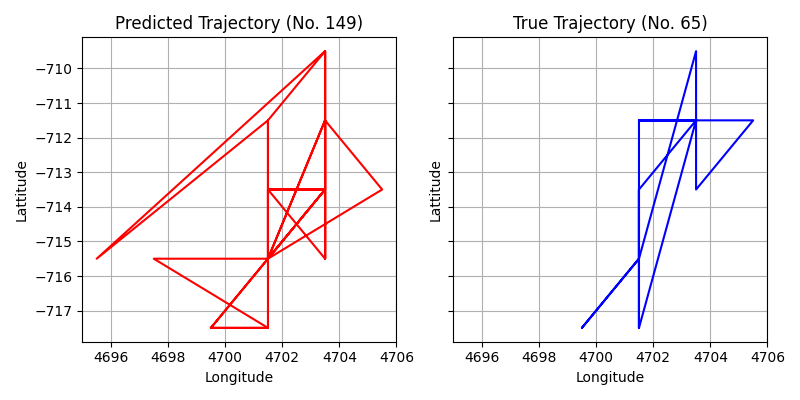 Predicted Trajectory (No. 149)
True Trajectory (No. 65)
Lattitude
−710
−711
−712
−713
−714
−715
−716
−717
4696 4698 4700 4702 4704 4706
Longitude
Lattitude
4696 4698 4700 4702 4704 4706
Longitude